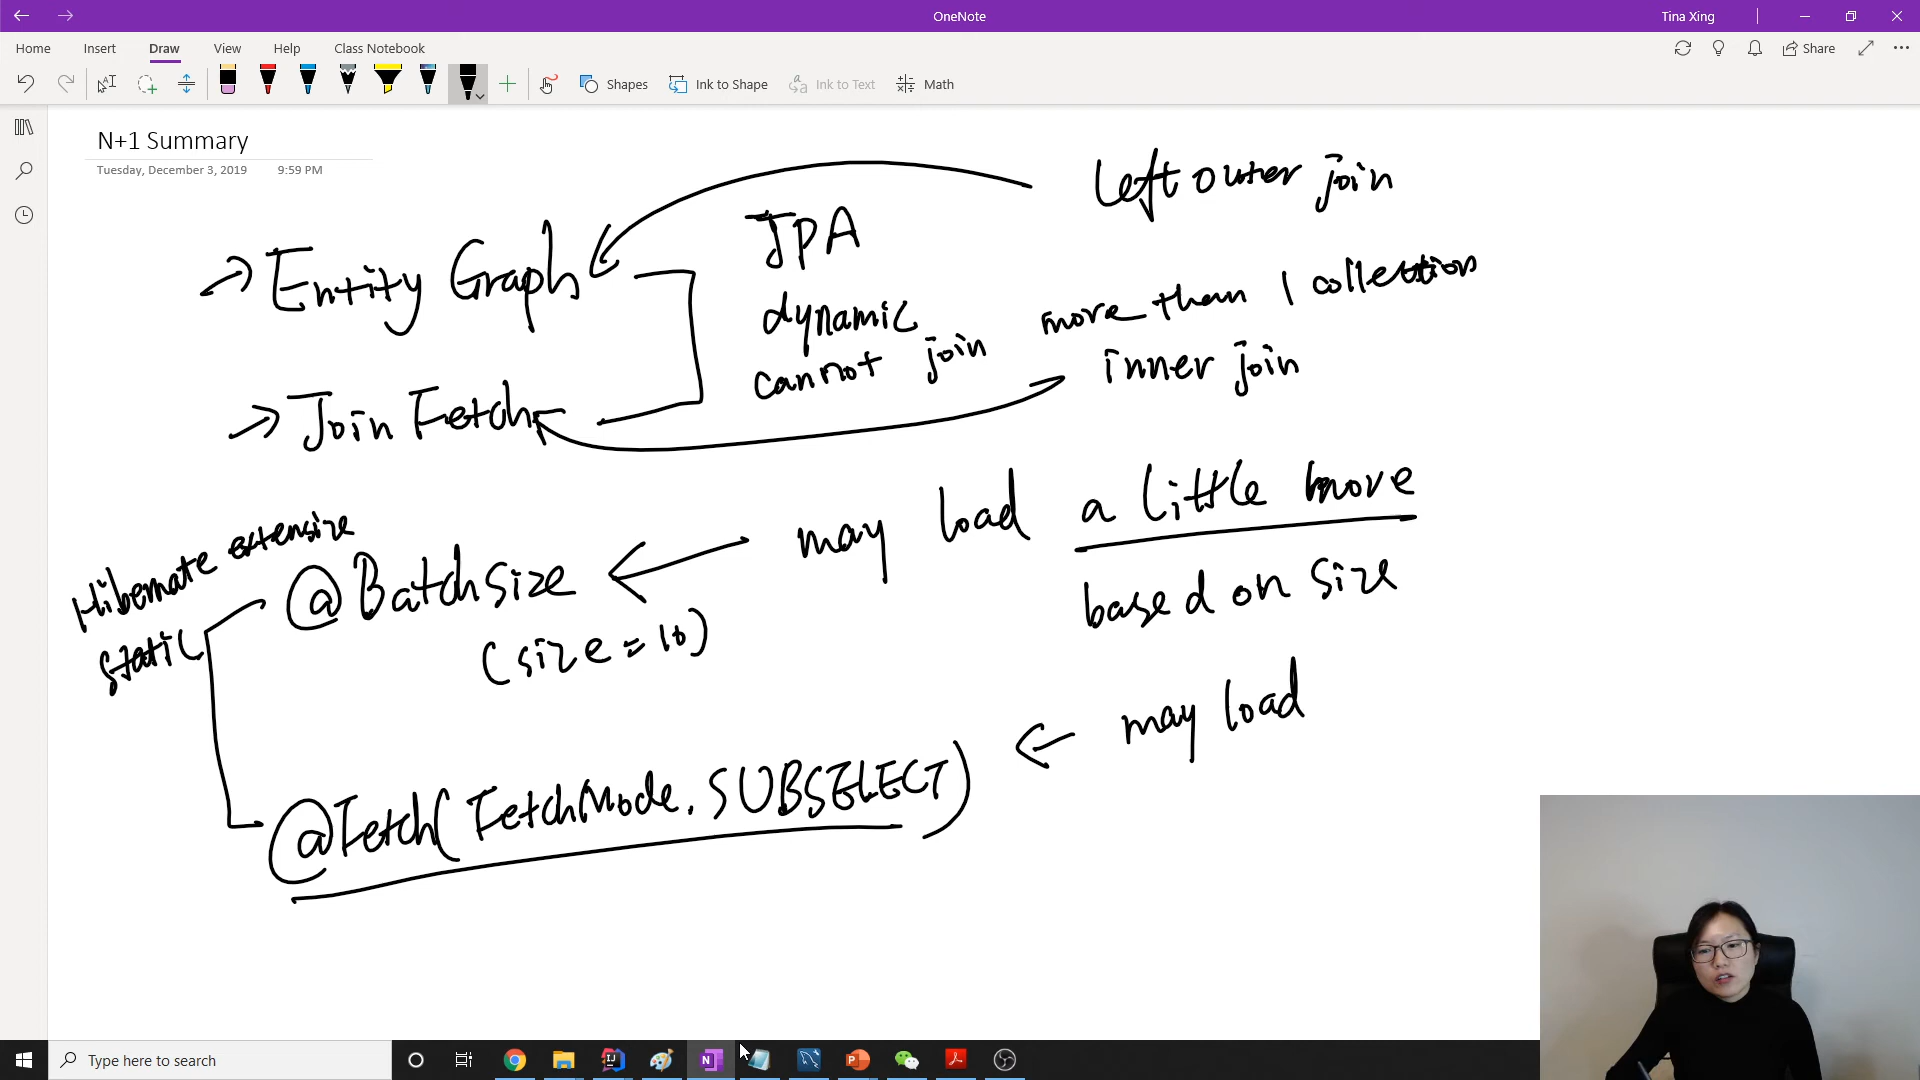 OneNote
Tina Xing
Home Insert Draw View Help Class Notebook
Share
Shapes Ink to Shape Ink to Text Math
N+1 Summary
Tuesday, December 3, 2019 9:59 PM
Left outer join
JPA
Entity Graph
dynamic
cannot join more than 1 collection
inner join
Join Fetch
may load a little more
based on size
Hibernate extensize
static
@Batchsize
(size = 10)
may load
@Fetch(FetchMode.SUBSELECT)
Type here to search